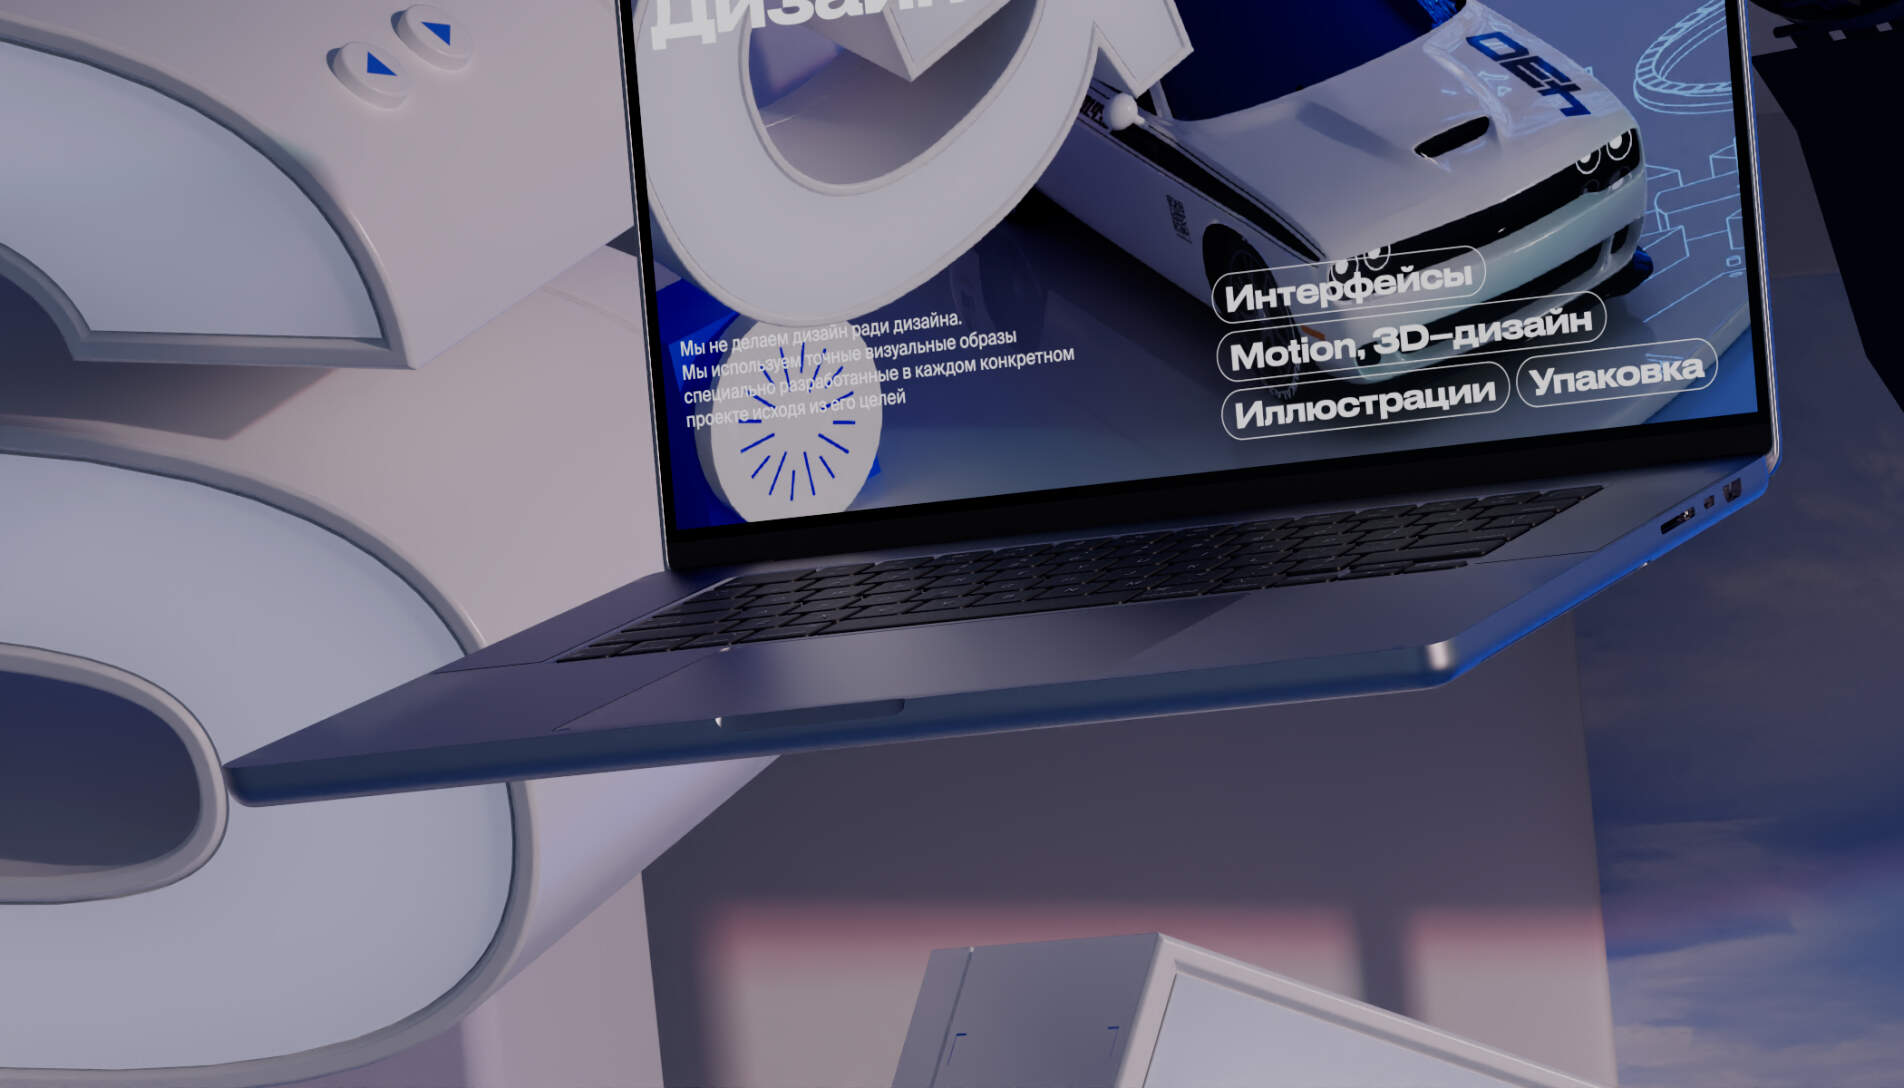 Дизайн
Мы не делаем дизайн ради дизайна.
Мы используем точные визуальные образы
специально разработанные в каждом конкретном
проекте исходя из его целей
Интерфейсы
Motion, 3D–дизайн
Иллюстрации
Упаковка